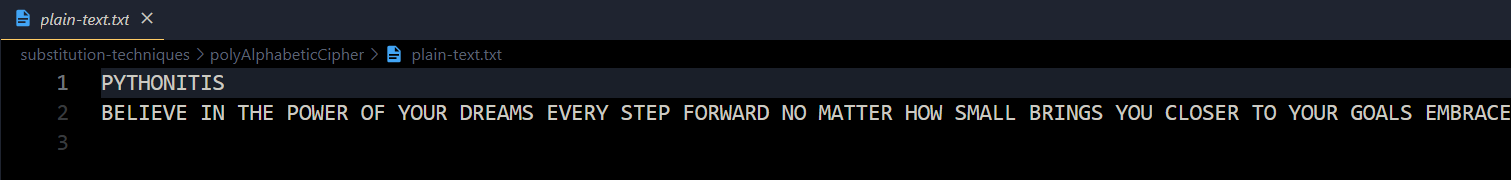 plain-text.txt
substitution-techniques > polyAlphabeticCipher > plain-text.txt
1 PYTHONITIS
2 BELIEVE IN THE POWER OF YOUR DREAMS EVERY STEP FORWARD NO MATTER HOW SMALL BRINGS YOU CLOSER TO YOUR GOALS EMBRACE
3